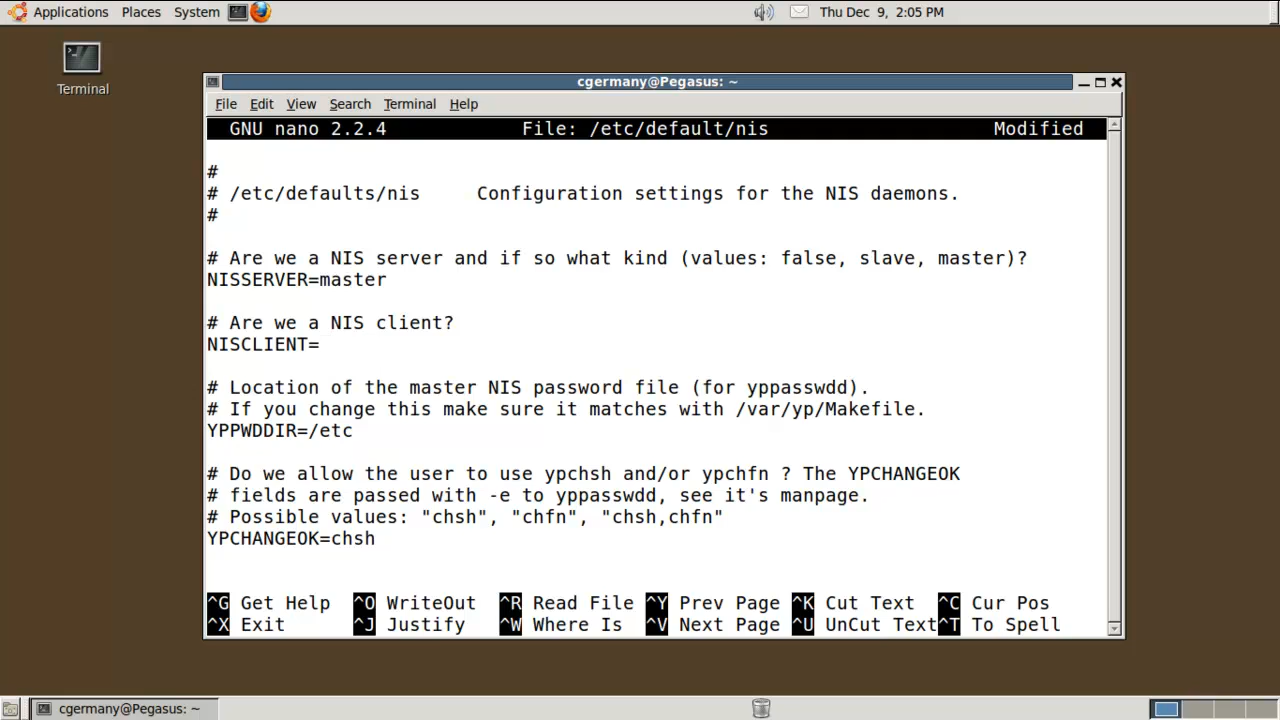 Applications Places System Thu Dec 9, 2:05 PM
Terminal
cgermany@Pegasus: ~
File Edit View Search Terminal Help
GNU nano 2.2.4 File: /etc/default/nis Modified
#
# /etc/defaults/nis Configuration settings for the NIS daemons.
#
# Are we a NIS server and if so what kind (values: false, slave, master)?
NISSERVER=master
# Are we a NIS client?
NISCLIENT=
# Location of the master NIS password file (for yppasswdd).
# If you change this make sure it matches with /var/yp/Makefile.
YPPWDDIR=/etc
# Do we allow the user to use ypchsh and/or ypchfn ? The YPCHANGEOK
# fields are passed with -e to yppasswdd, see it's manpage.
# Possible values: "chsh", "chfn", "chsh,chfn"
YPCHANGEOK=chsh
^G Get Help ^O WriteOut ^R Read File ^Y Prev Page ^K Cut Text ^C Cur Pos
^X Exit ^J Justify ^W Where Is ^V Next Page ^U UnCut Text^T To Spell
cgermany@Pegasus: ~